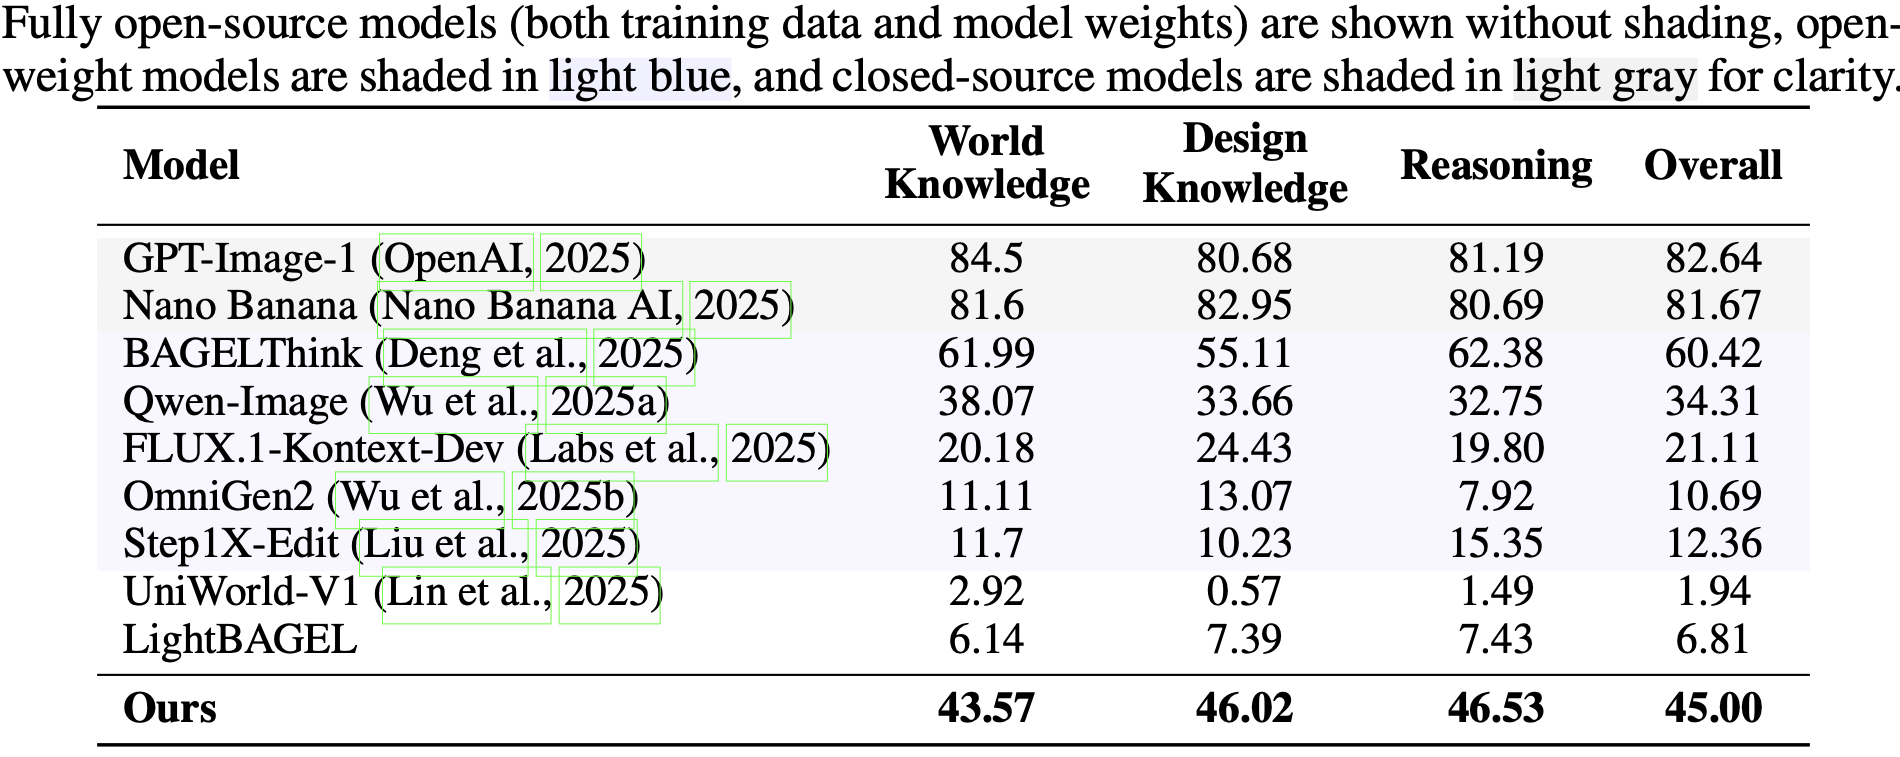 Fully open-source models (both training data and model weights) are shown without shading, open-
weight models are shaded in light blue, and closed-source models are shaded in light gray for clarity.
Model World Knowledge Design Knowledge Reasoning Overall
GPT-Image-1 (OpenAI, 2025) 84.5 80.68 81.19 82.64
Nano Banana (Nano Banana AI, 2025) 81.6 82.95 80.69 81.67
BAGELThink (Deng et al., 2025) 61.99 55.11 62.38 60.42
Qwen-Image (Wu et al., 2025a) 38.07 33.66 32.75 34.31
FLUX.1-Kontext-Dev (Labs et al., 2025) 20.18 24.43 19.80 21.11
OmniGen2 (Wu et al., 2025b) 11.11 13.07 7.92 10.69
Step1X-Edit (Liu et al., 2025) 11.7 10.23 15.35 12.36
UniWorld-V1 (Lin et al., 2025) 2.92 0.57 1.49 1.94
LightBAGEL 6.14 7.39 7.43 6.81
Ours 43.57 46.02 46.53 45.00